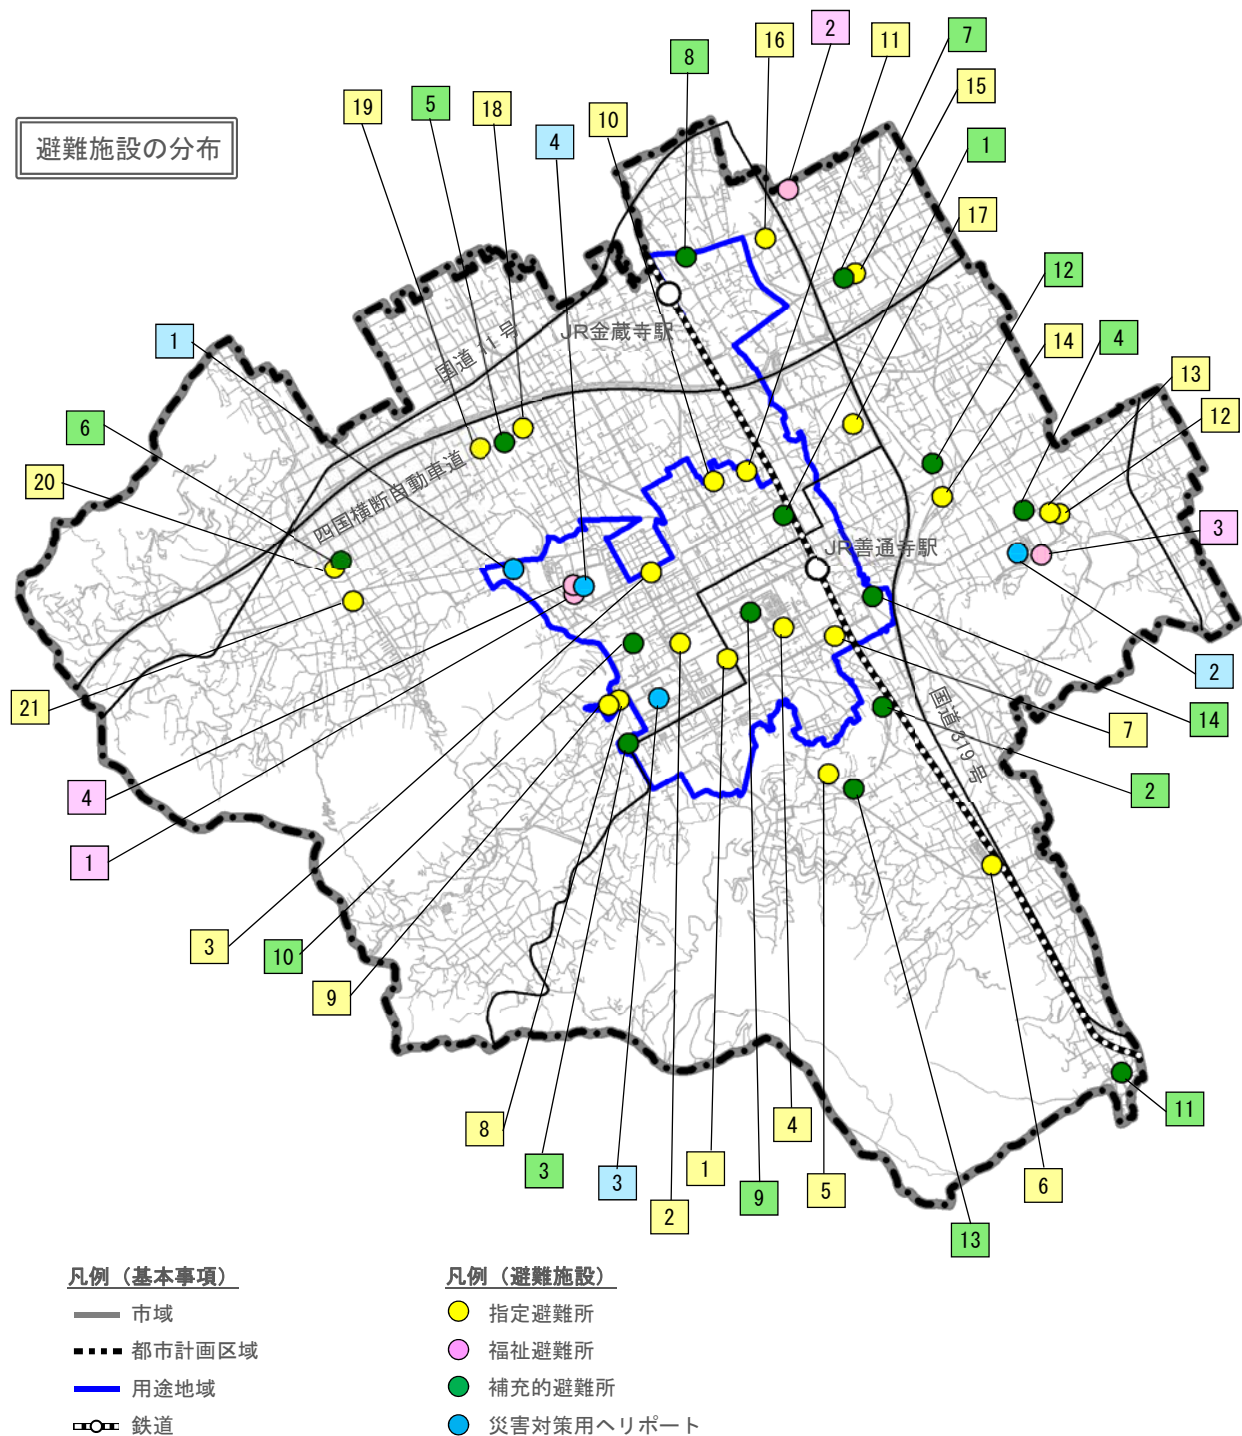 2
16
11
7
8
15
19
5
18
10
4
1
避難施設の分布
17
12
1
国道11号
JR金蔵寺駅
14
4
13
12
6
20
四国横断自動車道
3
JR善通寺駅
2
21
国道319号
14
7
4
2
1
3
10
9
8
4
11
3
3
1
9
5
6
2
13
凡例（基本事項）
市域
都市計画区域
用途地域
鉄道
凡例（避難施設）
指定避難所
福祉避難所
補充的避難所
災害対策用ヘリポート